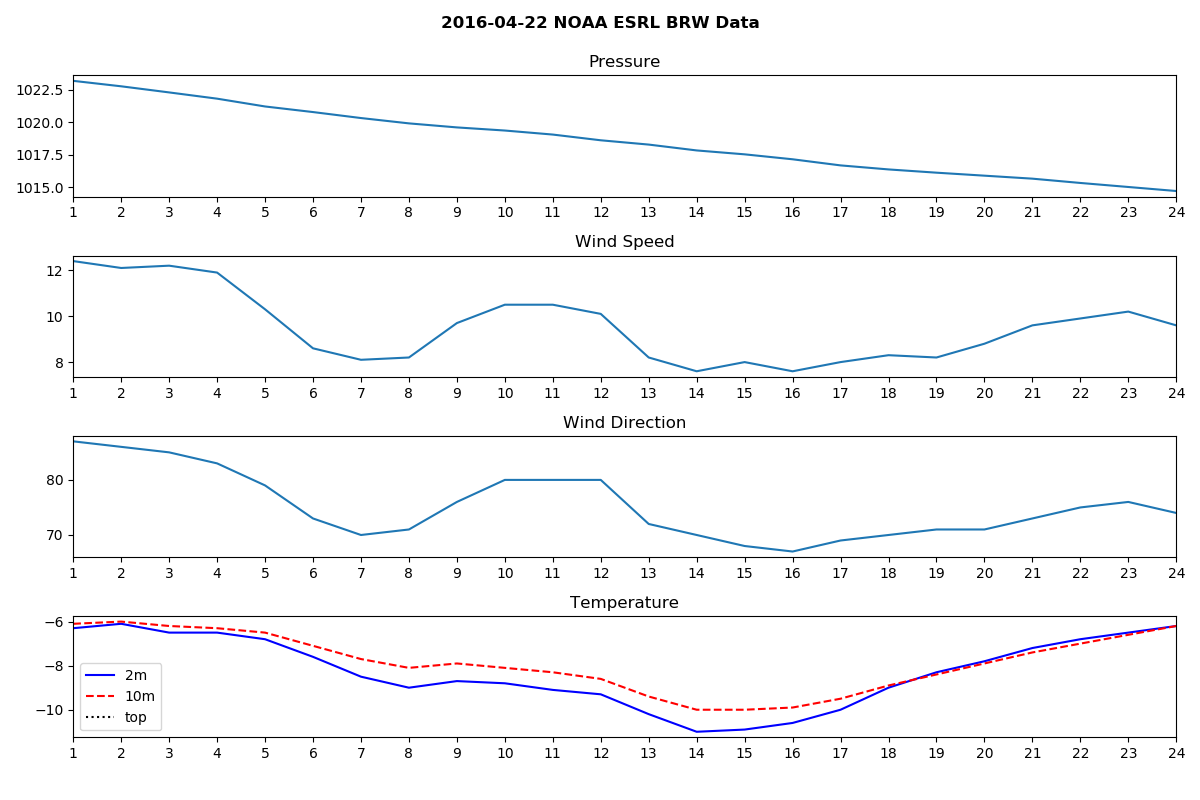 2016-04-22 NOAA ESRL BRW Data
Pressure
1022.5
1020.0
1017.5
1015.0
1 2 3 4 5 6 7 8 9 10 11 12 13 14 15 16 17 18 19 20 21 22 23 24
Wind Speed
12
10
8
1 2 3 4 5 6 7 8 9 10 11 12 13 14 15 16 17 18 19 20 21 22 23 24
Wind Direction
80
70
1 2 3 4 5 6 7 8 9 10 11 12 13 14 15 16 17 18 19 20 21 22 23 24
Temperature
−6
−8
−10
2m
10m
top
1 2 3 4 5 6 7 8 9 10 11 12 13 14 15 16 17 18 19 20 21 22 23 24